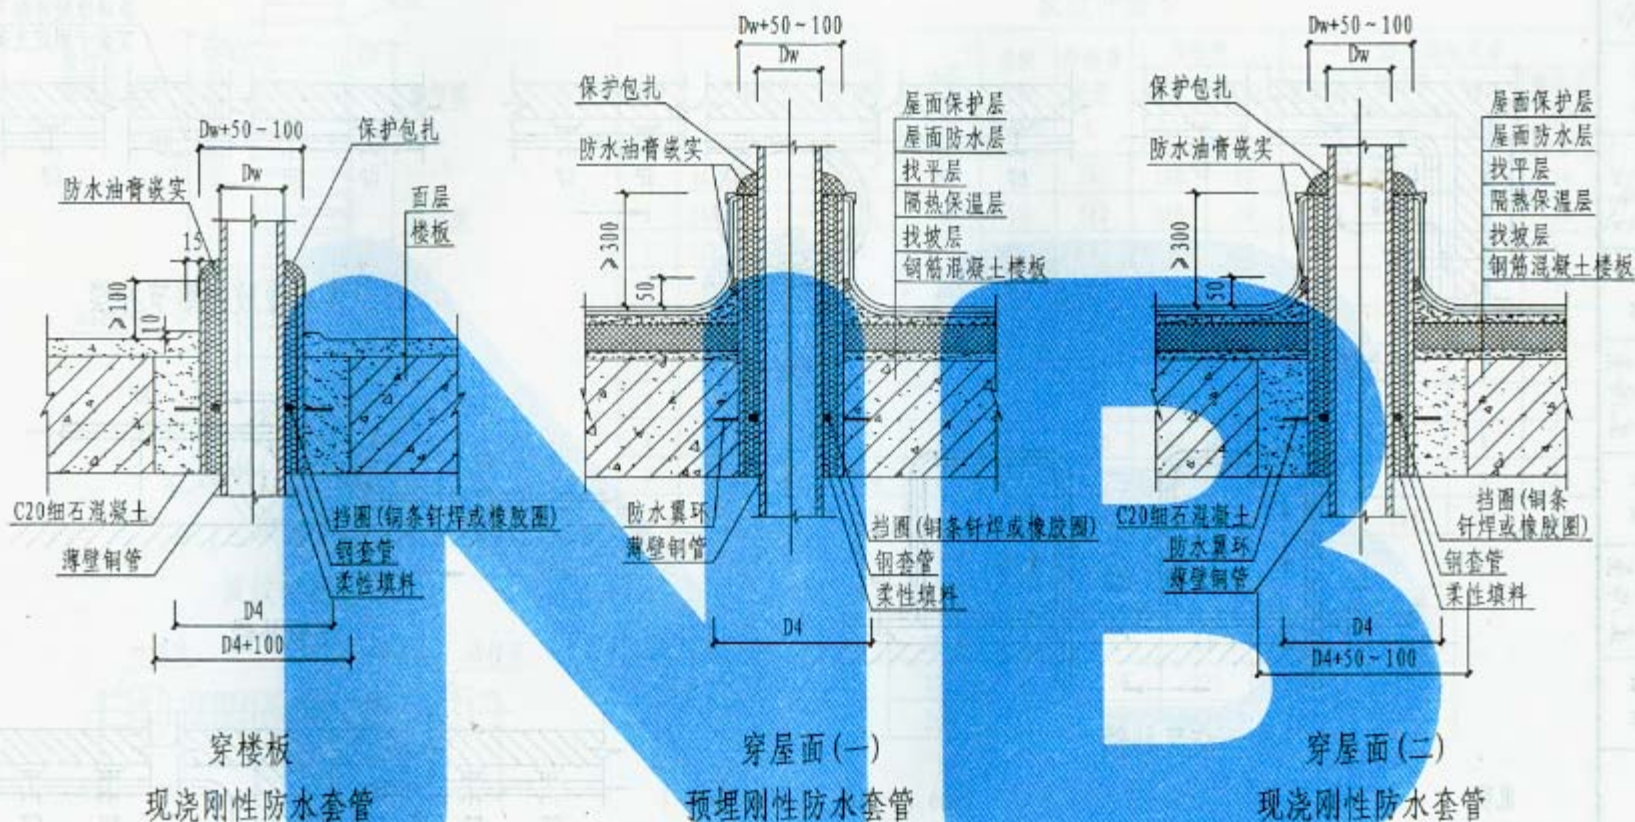 Dw+50~100
Dw
保护包扎
防水油膏嵌实
15
≥100
10
面层
楼板
C20细石混凝土
薄壁铜管
挡圈(铜条钎焊或橡胶圈)
钢套管
柔性填料
D4
D4+100
穿楼板
现浇刚性防水套管
Dw+50~100
Dw
保护包扎
防水油膏嵌实
≥300
50
屋面保护层
屋面防水层
找平层
隔热保温层
找坡层
钢筋混凝土楼板
防水翼环
薄壁铜管
挡圈(铜条钎焊或橡胶圈)
钢套管
柔性填料
D4
穿屋面(一)
预埋刚性防水套管
Dw+50~100
Dw
保护包扎
防水油膏嵌实
≥300
50
屋面保护层
屋面防水层
找平层
隔热保温层
找坡层
钢筋混凝土楼板
C20细石混凝土
防水翼环
薄壁铜管
挡圈(铜条
钎焊或橡胶圈)
钢套管
柔性填料
D4
D4+50~100
穿屋面(二)
现浇刚性防水套管
NB